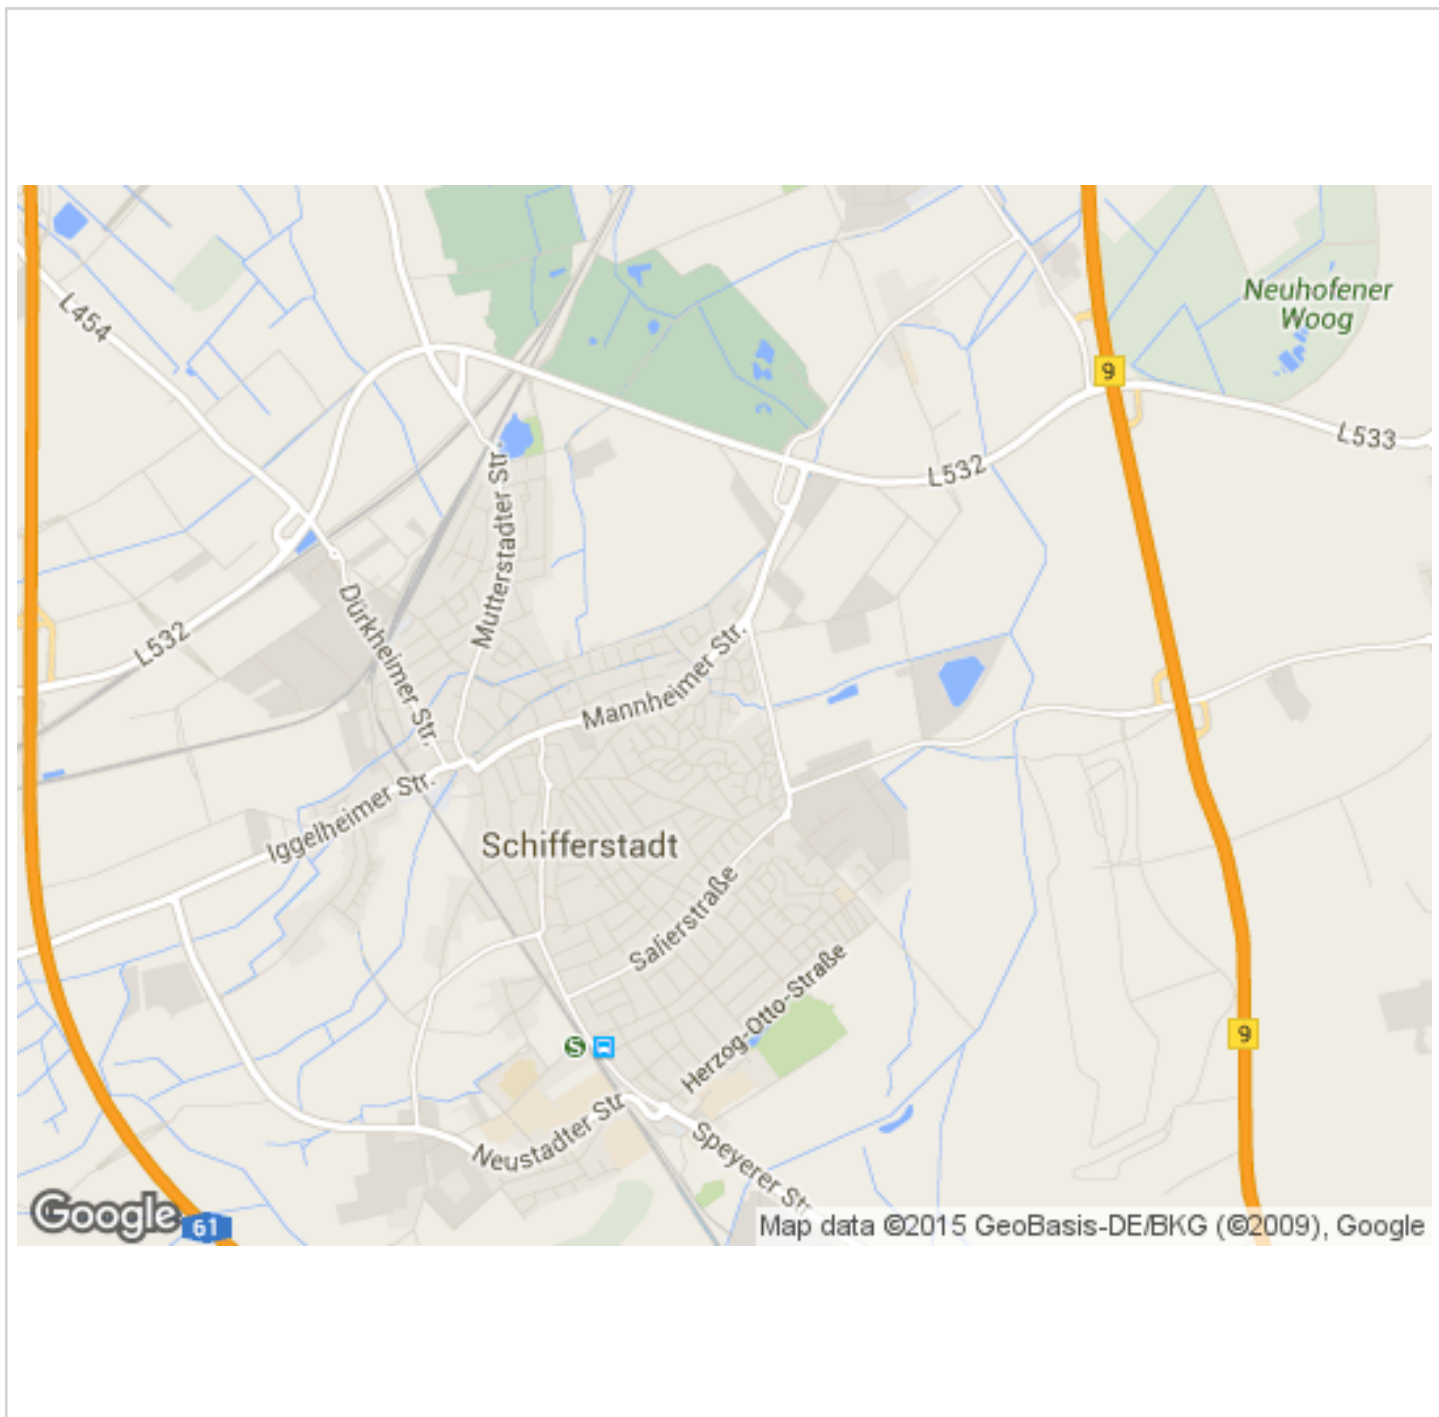 Neuhofener
Woog
L454
9
L533
L532
Mutterstadter Str.
Dürkheimer Str.
L532
Mannheimer Str.
Iggelheimer Str.
Schifferstadt
Salierstraße
Herzog-Otto-Straße
9
S
Neustadter Str
Speyerer Str.
Google
61
Map data ©2015 GeoBasis-DE/BKG (©2009), Google